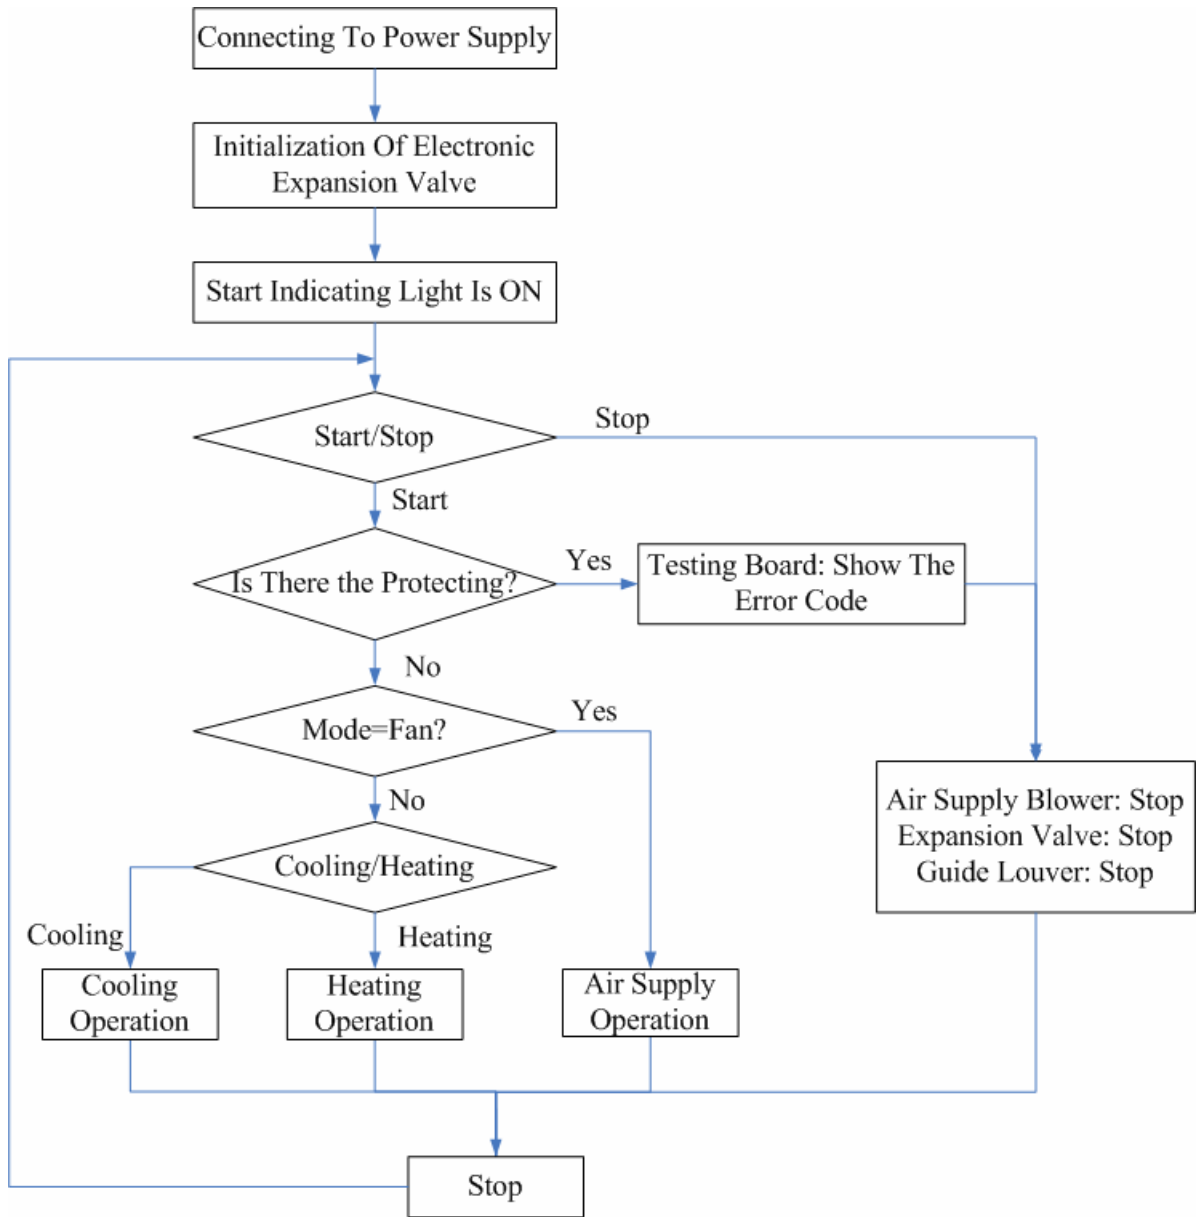 Connecting To Power Supply
Initialization Of Electronic
Expansion Valve
Start Indicating Light Is ON
Start/Stop
Stop
Start
Is There the Protecting?
Yes
Testing Board: Show The
Error Code
No
Mode=Fan?
Yes
No
Air Supply Blower: Stop
Expansion Valve: Stop
Guide Louver: Stop
Cooling/Heating
Cooling
Heating
Cooling
Operation
Heating
Operation
Air Supply
Operation
Stop